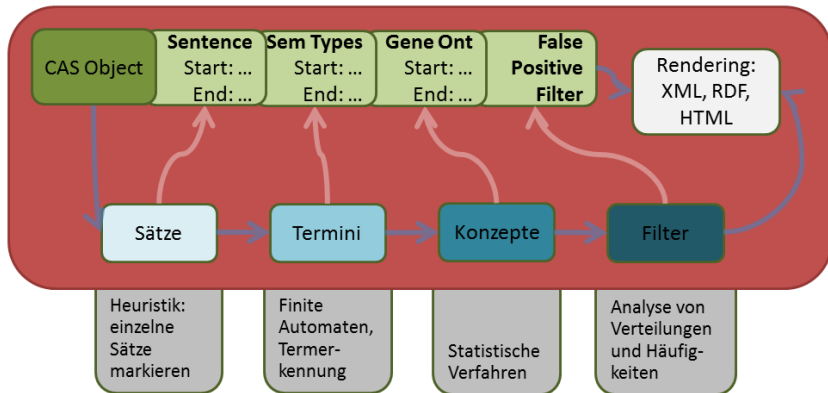 CAS Object
Sentence
Start: ...
End: ...
Sem Types
Start: ...
End: ...
Gene Ont
Start: ...
End: ...
False
Positive
Filter
Rendering:
XML, RDF,
HTML
Sätze
Termini
Konzepte
Filter
Heuristik:
einzelne
Sätze
markieren
Finite
Automaten,
Termer-
kennung
Statistische
Verfahren
Analyse von
Verteilungen
und Häufig-
keiten